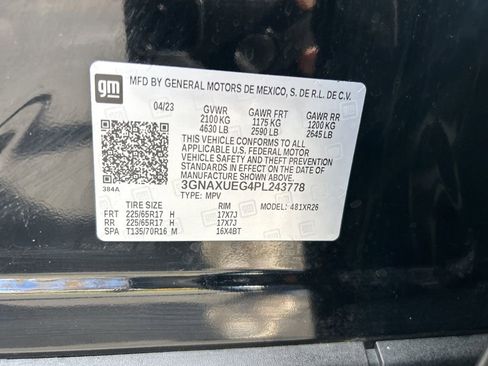 gm
MFD BY GENERAL MOTORS DE MEXICO, S. DE R.L. DE C.V.
04/23 GVWR GAWR FRT GAWR RR
2100 KG 1175 KG 1200 KG
4630 LB 2590 LB 2645 LB
THIS VEHICLE CONFORMS TO ALL
APPLICABLE U.S. FEDERAL MOTOR
VEHICLE SAFETY STANDARDS IN
EFFECT ON THE DATE OF
MANUFACTURE SHOWN ABOVE.
3GNAXUEG4PL243778
384A TYPE: MPV MODEL: 481XR26
TIRE SIZE RIM
FRT 225/65R17 H 17X7J
RR 225/65R17 H 17X7J
SPA T135/70R16 M 16X4BT